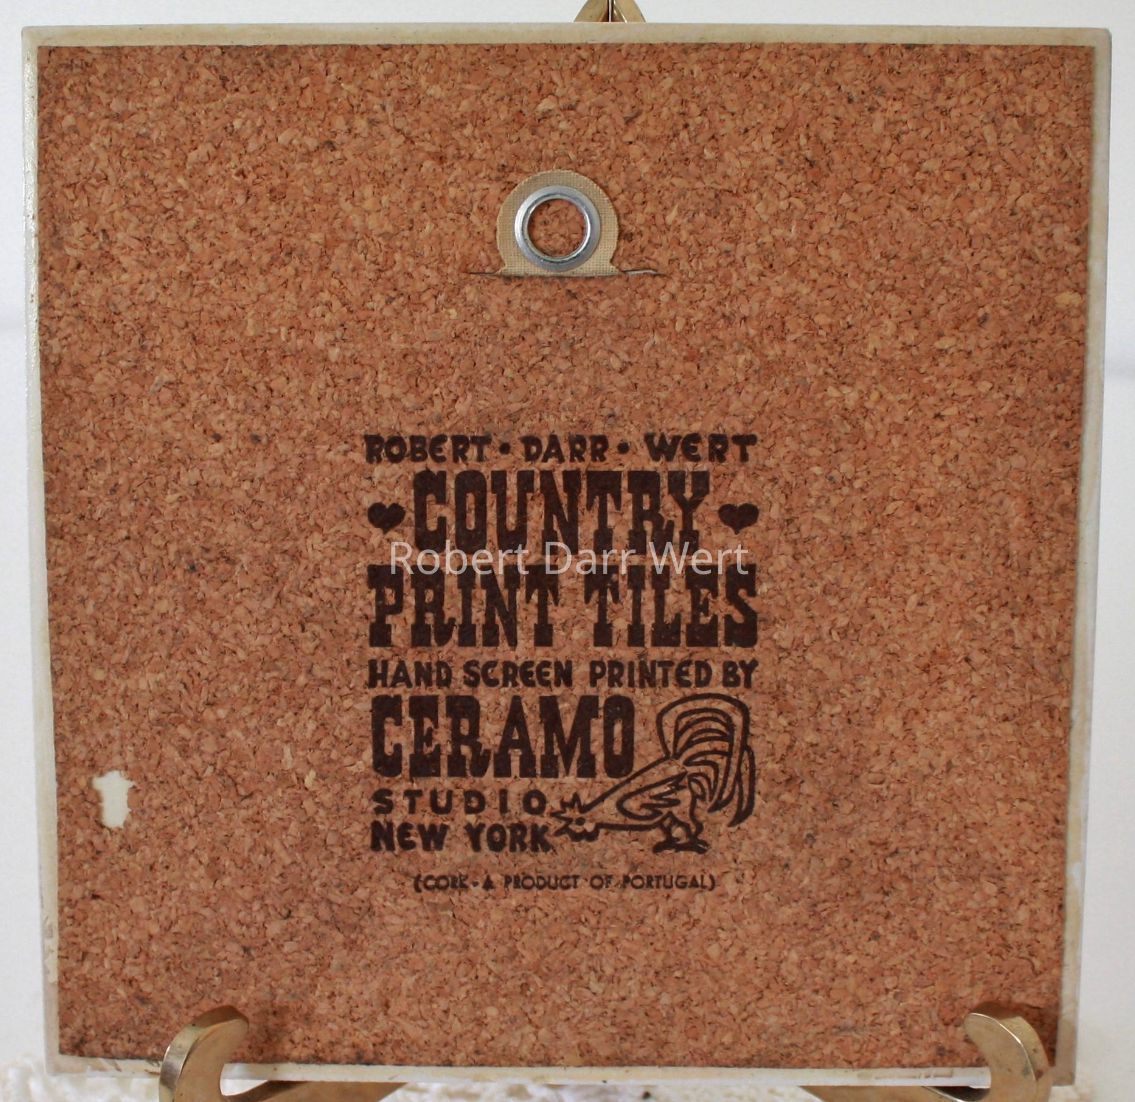 ROBERT • DARR • WERT
♥COUNTRY♥
Robert Darr Wert
PRINT TILES
HAND SCREEN PRINTED BY
CERAMO
STUDIO
NEW YORK
(CORK - A PRODUCT OF PORTUGAL)